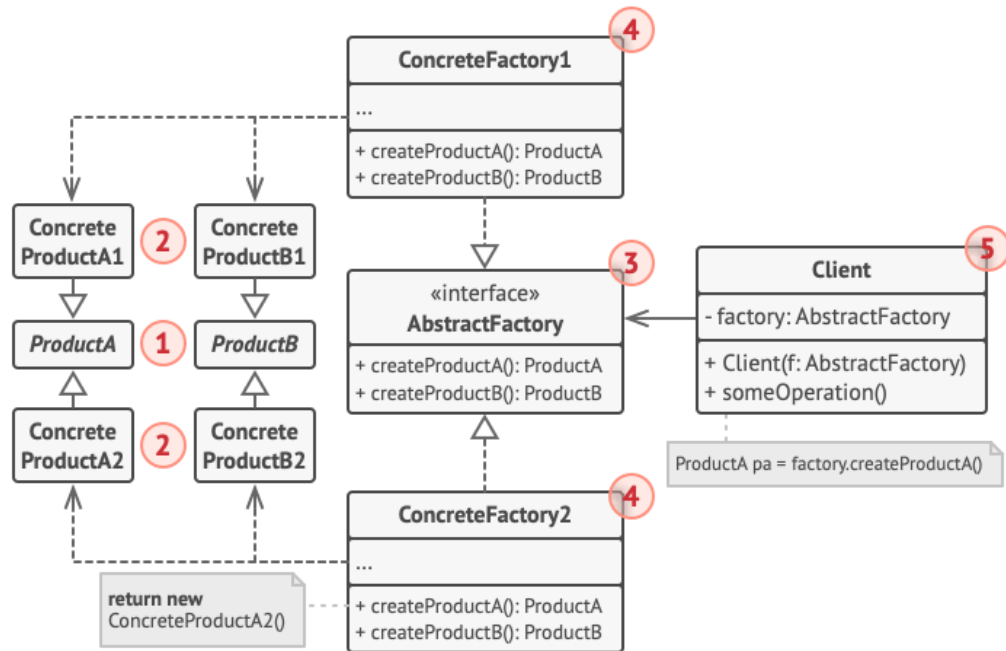 4
ConcreteFactory1
...
+ createProductA(): ProductA
+ createProductB(): ProductB
Concrete
ProductA1
2
Concrete
ProductB1
ProductA
1
ProductB
Concrete
ProductA2
2
Concrete
ProductB2
3
«interface»
AbstractFactory
+ createProductA(): ProductA
+ createProductB(): ProductB
5
Client
- factory: AbstractFactory
+ Client(f: AbstractFactory)
+ someOperation()
ProductA pa = factory.createProductA()
4
ConcreteFactory2
...
+ createProductA(): ProductA
+ createProductB(): ProductB
return new
ConcreteProductA2()